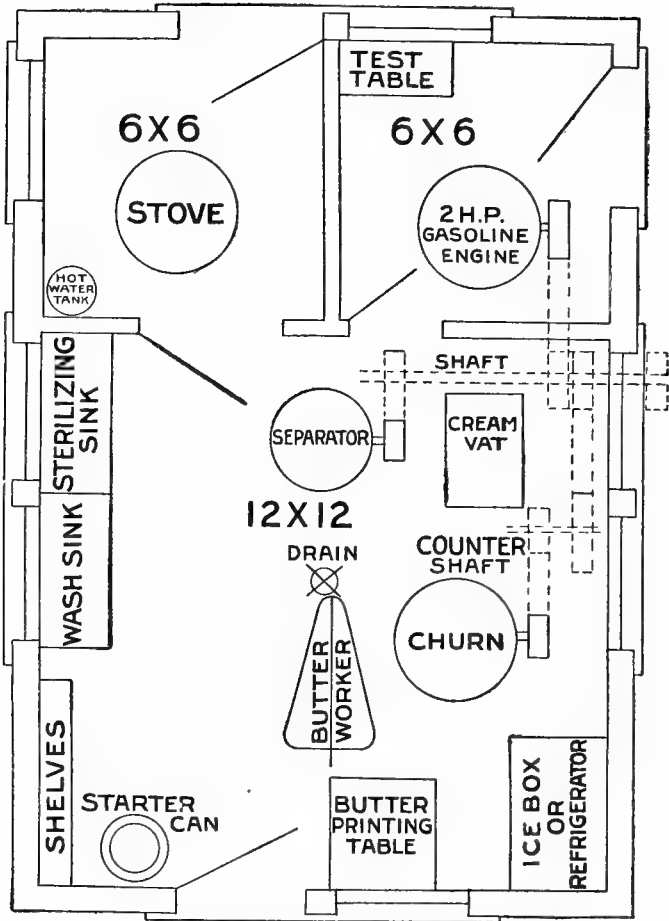 TEST
TABLE
6X6
6X6
STOVE
2 H.P.
GASOLINE
ENGINE
HOT
WATER
TANK
STERILIZING
SINK
SHAFT
SEPARATOR
CREAM
VAT
12X12
WASH SINK
DRAIN
COUNTER
SHAFT
BUTTER
WORKER
CHURN
SHELVES
STARTER
CAN
BUTTER
PRINTING
TABLE
ICE BOX
OR
REFRIGERATOR